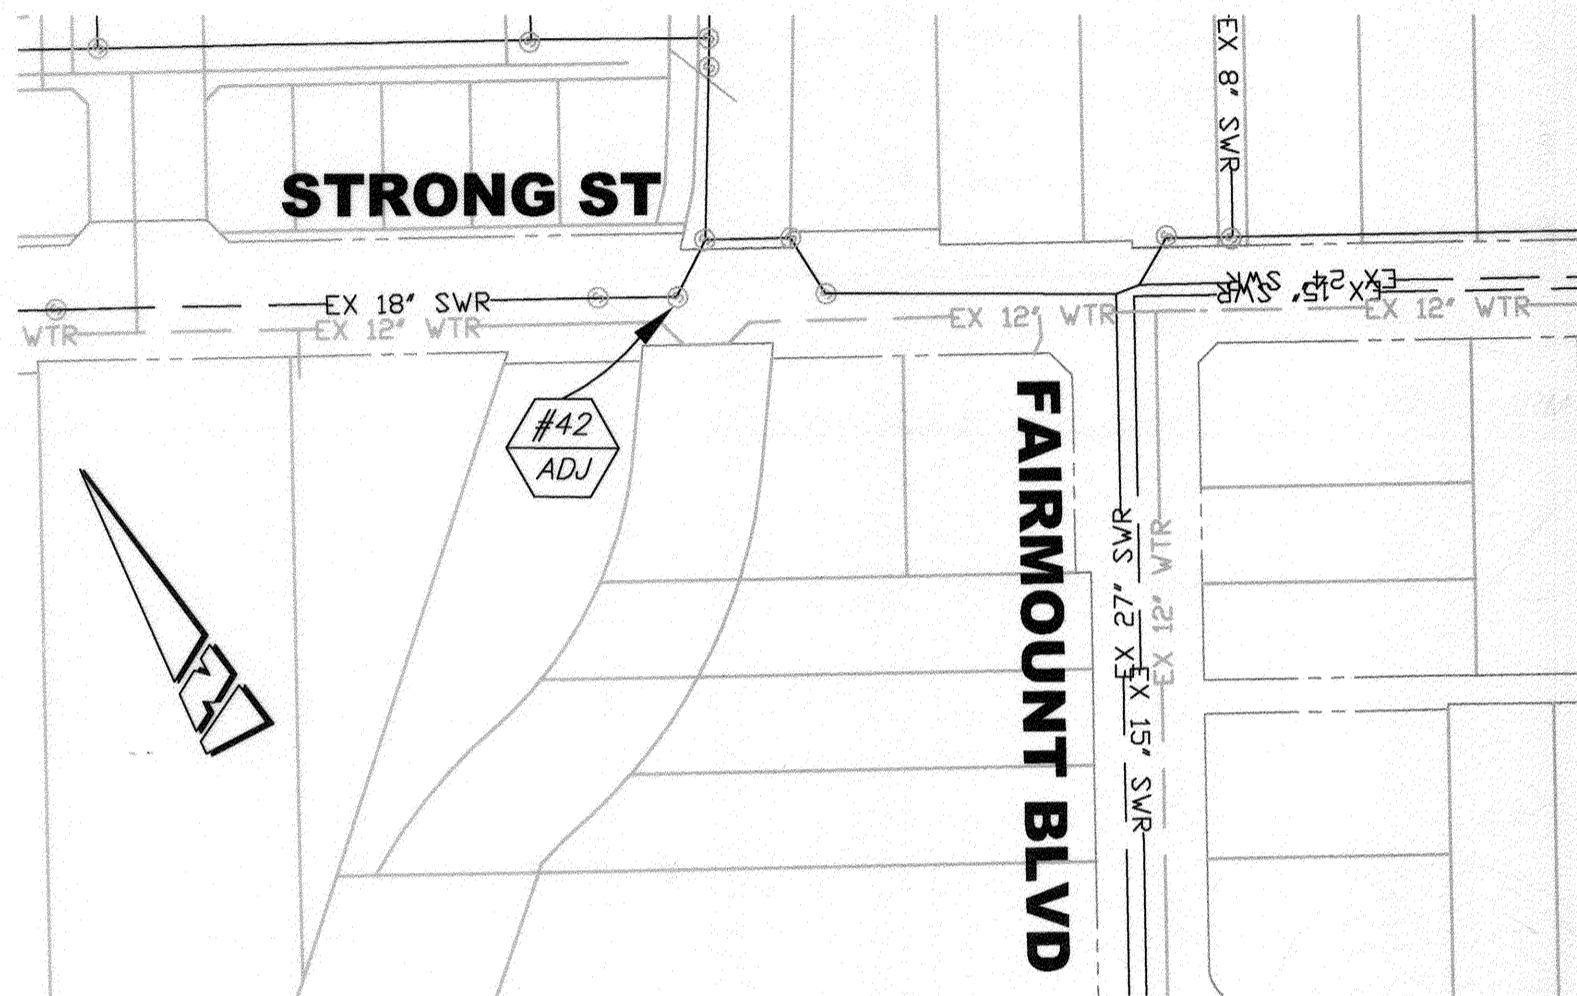 EX 8" SWR
STRONG ST
EX 18" SWR
EX 24" SWR
EX 15" SWR
WTR
EX 12" WTR
EX 12" WTR
EX 12" WTR
#42
ADJ
FAIRMOUNT BLVD
EX 27" SWR
EX 12" WTR
EX 15" SWR